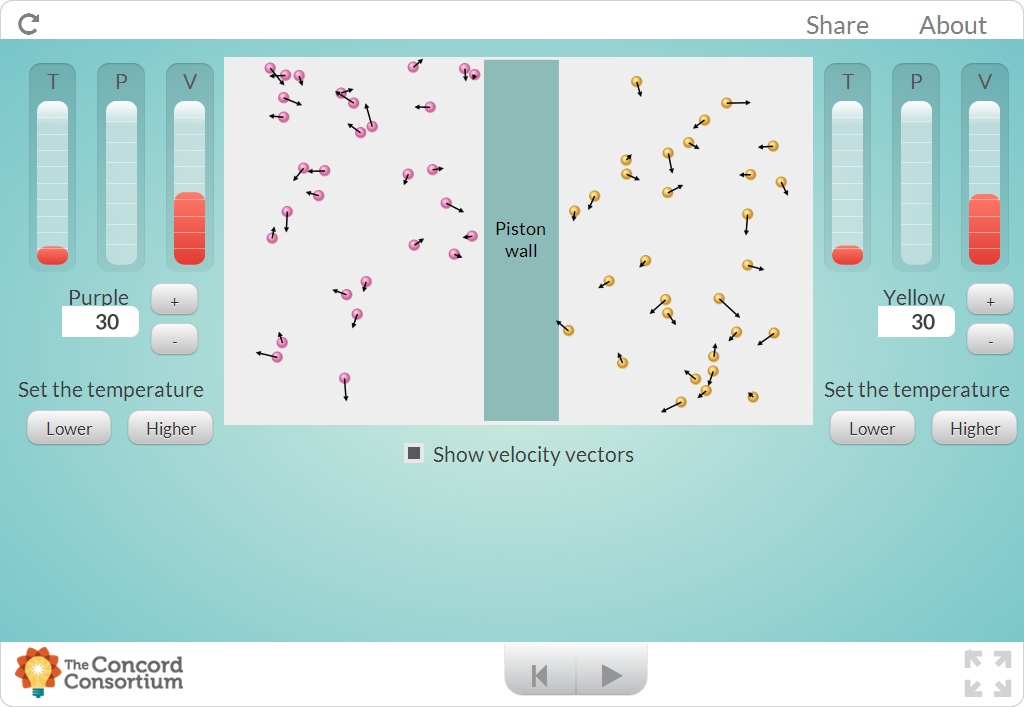 Share About
T P V
T P V
Piston
wall
Purple
30
+
-
Yellow
30
+
-
Set the temperature
Lower Higher
Set the temperature
Lower Higher
Show velocity vectors
The Concord
Consortium